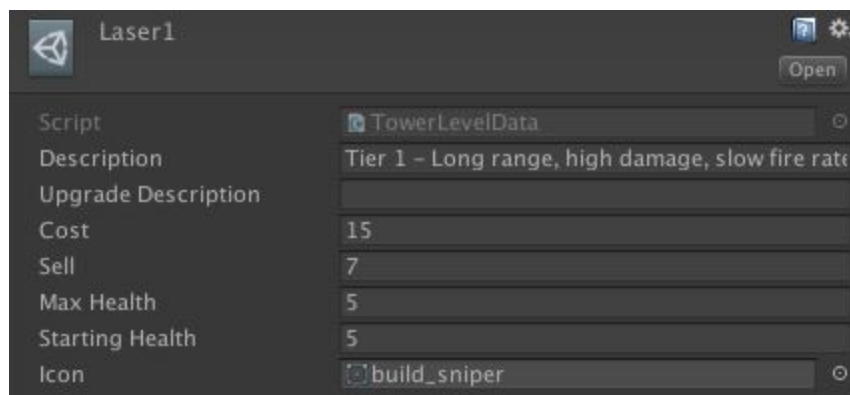 Laser1
Open
Script TowerLevelData
Description Tier 1 – Long range, high damage, slow fire rate
Upgrade Description
Cost 15
Sell 7
Max Health 5
Starting Health 5
Icon build_sniper